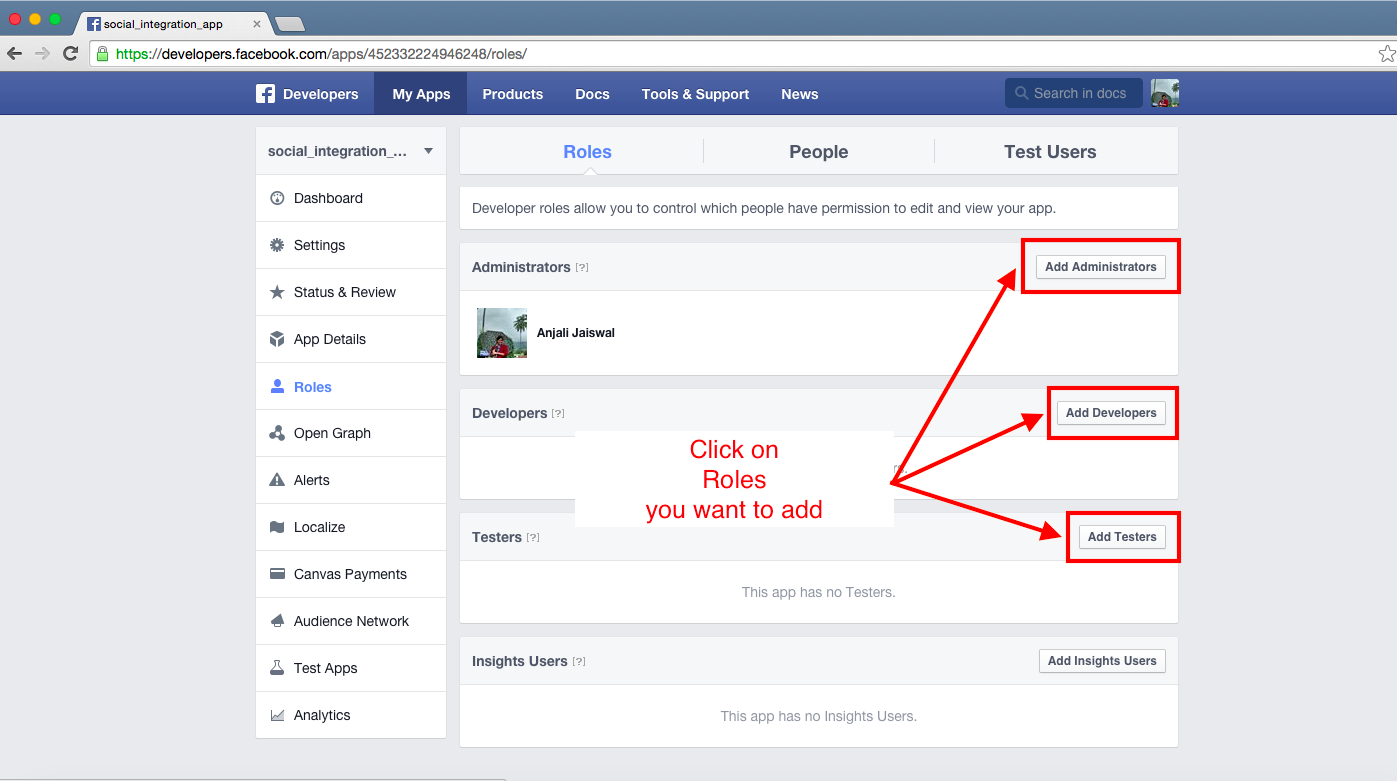 social_integration_app
https://developers.facebook.com/apps/452332224946248/roles/
Developers
My Apps
Products
Docs
Tools & Support
News
Search in docs
social_integration_...
Dashboard
Settings
Status & Review
App Details
Roles
Open Graph
Alerts
Localize
Canvas Payments
Audience Network
Test Apps
Analytics
Roles
People
Test Users
Developer roles allow you to control which people have permission to edit and view your app.
Administrators [?]
Add Administrators
Anjali Jaiswal
Developers [?]
Add Developers
Click on
Roles
you want to add
Testers [?]
Add Testers
This app has no Testers.
Insights Users [?]
Add Insights Users
This app has no Insights Users.